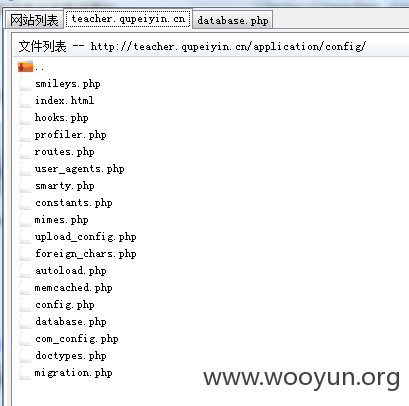 网站列表 teacher.qupeiyin.cn database.php
文件列表 -- http://teacher.qupeiyin.cn/application/config/
..
smileys.php
index.html
hooks.php
profiler.php
routes.php
user_agents.php
smarty.php
constants.php
mimes.php
upload_config.php
foreign_chars.php
autoload.php
memcached.php
config.php
database.php
com_config.php
doctypes.php
migration.php
www.wooyun.org